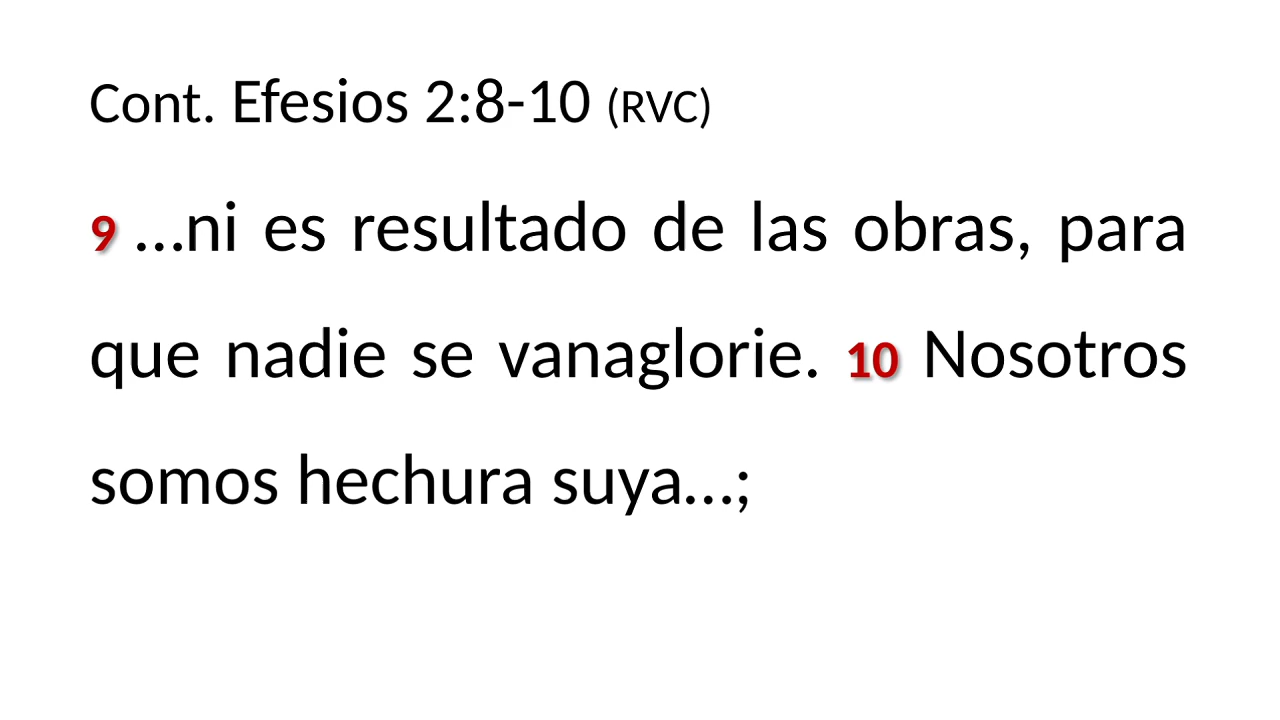 Cont. Efesios 2:8-10 (RVC)
9 …ni es resultado de las obras, para
que nadie se vanaglorie. 10 Nosotros
somos hechura suya…;